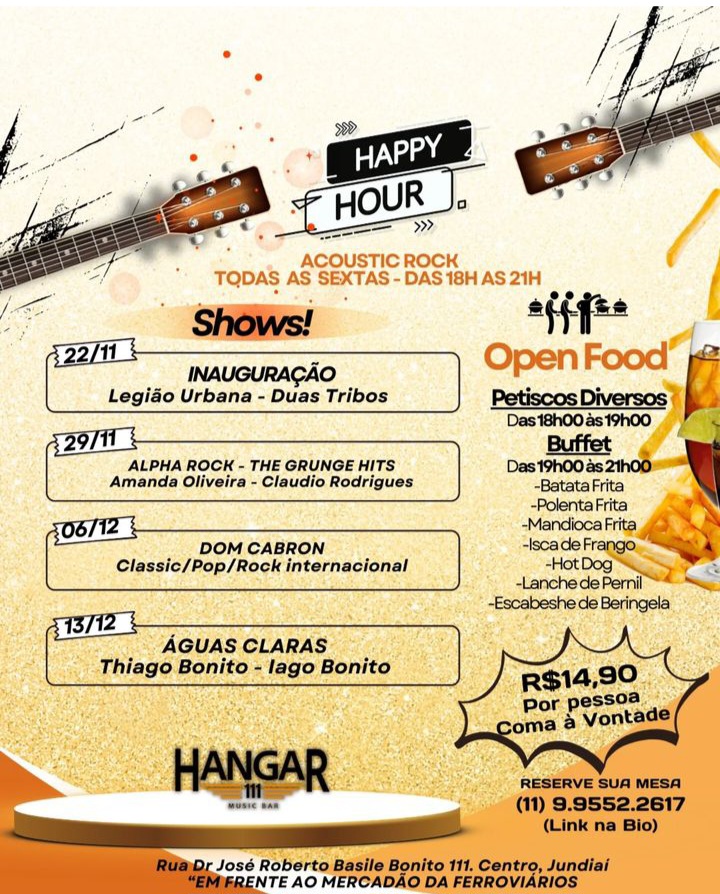 HAPPY
HOUR
ACOUSTIC ROCK
TODAS AS SEXTAS - DAS 18H AS 21H
Shows!
22/11
INAUGURAÇÃO
Legião Urbana - Duas Tribos
29/11
ALPHA ROCK - THE GRUNGE HITS
Amanda Oliveira - Claudio Rodrigues
06/12
DOM CABRON
Classic/Pop/Rock internacional
13/12
ÁGUAS CLARAS
Thiago Bonito - Iago Bonito
Open Food
Petiscos Diversos
Das 18h00 às 19h00
Buffet
Das 19h00 às 21h00
-Batata Frita
-Polenta Frita
-Mandioca Frita
-Isca de Frango
-Hot Dog
-Lanche de Pernil
-Escabeshe de Beringela
R$14,90
Por pessoa
Coma à Vontade
HANGAR
111
MUSIC BAR
RESERVE SUA MESA
(11) 9.9552.2617
(Link na Bio)
Rua Dr José Roberto Basile Bonito 111. Centro, Jundiaí
"EM FRENTE AO MERCADÃO DA FERROVIÁRIOS